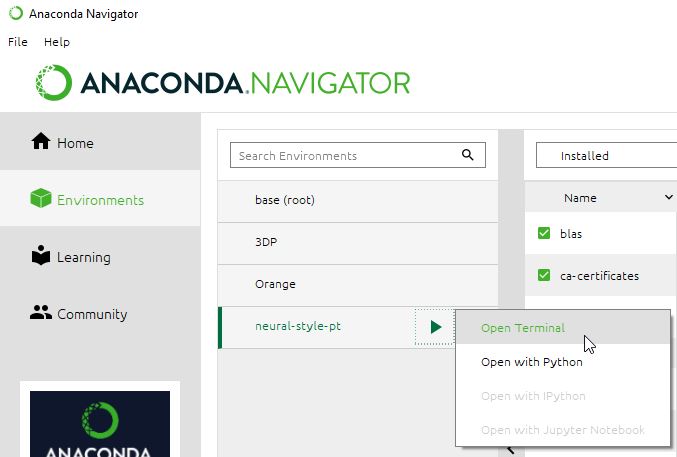 Anaconda Navigator
File Help
ANACONDA.NAVIGATOR
Home
Environments
Learning
Community
ANACONDA
Search Environments
base (root)
3DP
Orange
neural-style-pt
Open Terminal
Open with Python
Open with IPython
Open with Jupyter Notebook
Installed
Name
blas
ca-certificates